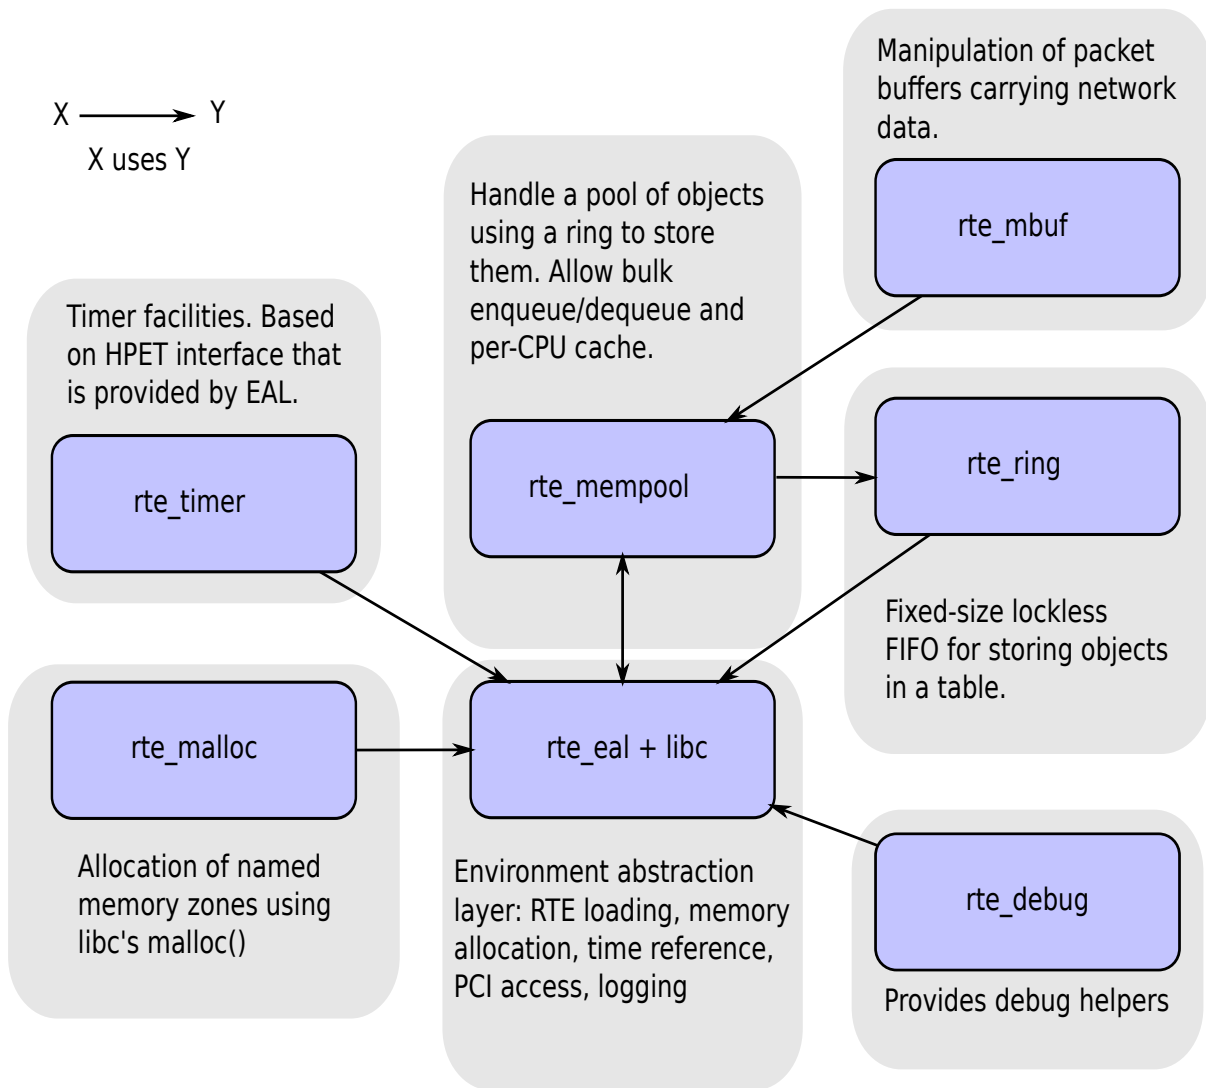 X
Y
X uses Y
Manipulation of packet
buffers carrying network
data.
rte_mbuf
Handle a pool of objects
using a ring to store
them. Allow bulk
enqueue/dequeue and
per-CPU cache.
rte_mempool
Timer facilities. Based
on HPET interface that
is provided by EAL.
rte_timer
rte_ring
Fixed-size lockless
FIFO for storing objects
in a table.
rte_malloc
Allocation of named
memory zones using
libc's malloc()
rte_eal + libc
Environment abstraction
layer: RTE loading, memory
allocation, time reference,
PCI access, logging
rte_debug
Provides debug helpers